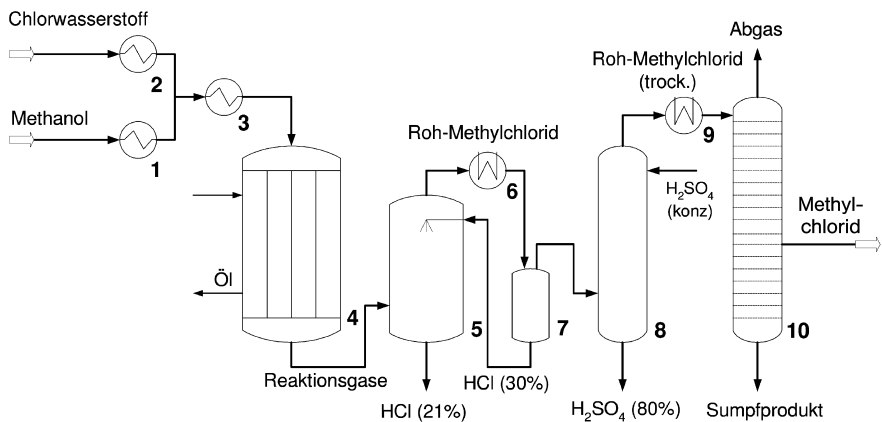 Chlorwasserstoff
2
Methanol
1
3
Öl
4
Reaktionsgase
Roh-Methylchlorid
6
5
HCl (21%)
HCl (30%)
7
Roh-Methylchlorid
(trock.)
9
H₂SO₄
(konz)
8
H₂SO₄ (80%)
Abgas
Methyl-
chlorid
10
Sumpfprodukt